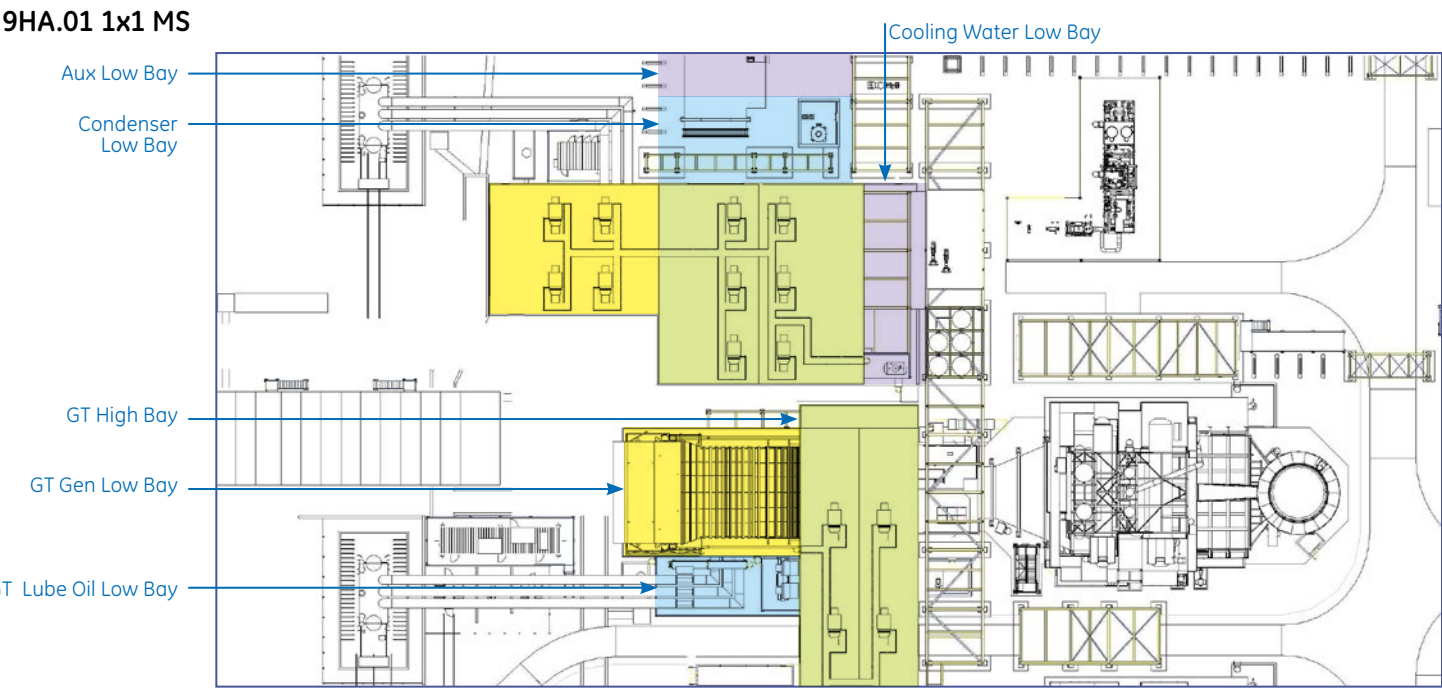 9HA.01 1x1 MS
Cooling Water Low Bay
Aux Low Bay
Condenser
Low Bay
GT High Bay
GT Gen Low Bay
T Lube Oil Low Bay